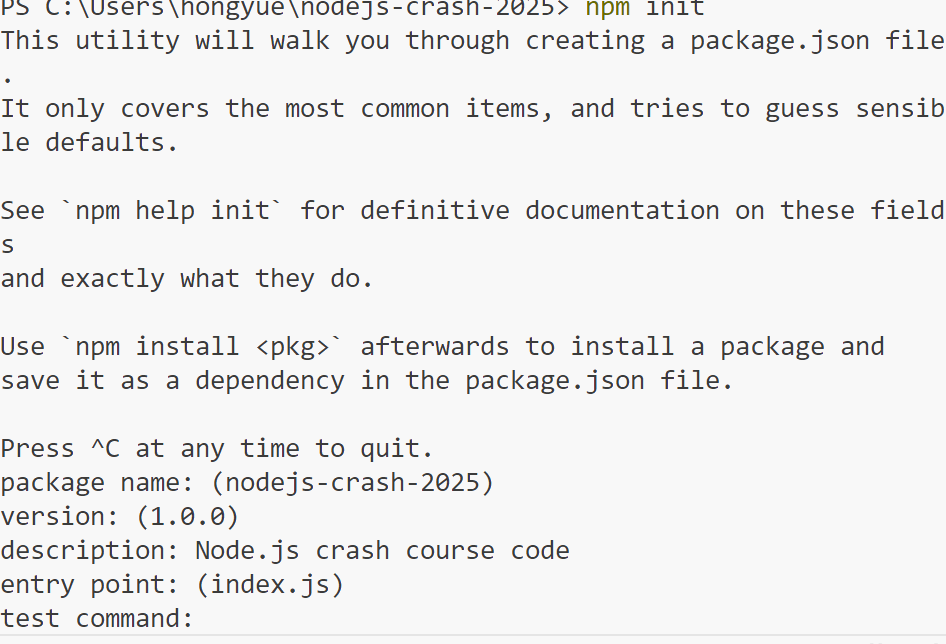 PS C:\Users\hongyue\nodejs-crash-2025> npm init
This utility will walk you through creating a package.json file
.
It only covers the most common items, and tries to guess sensib
le defaults.
See `npm help init` for definitive documentation on these field
s
and exactly what they do.
Use `npm install <pkg>` afterwards to install a package and
save it as a dependency in the package.json file.
Press ^C at any time to quit.
package name: (nodejs-crash-2025)
version: (1.0.0)
description: Node.js crash course code
entry point: (index.js)
test command: